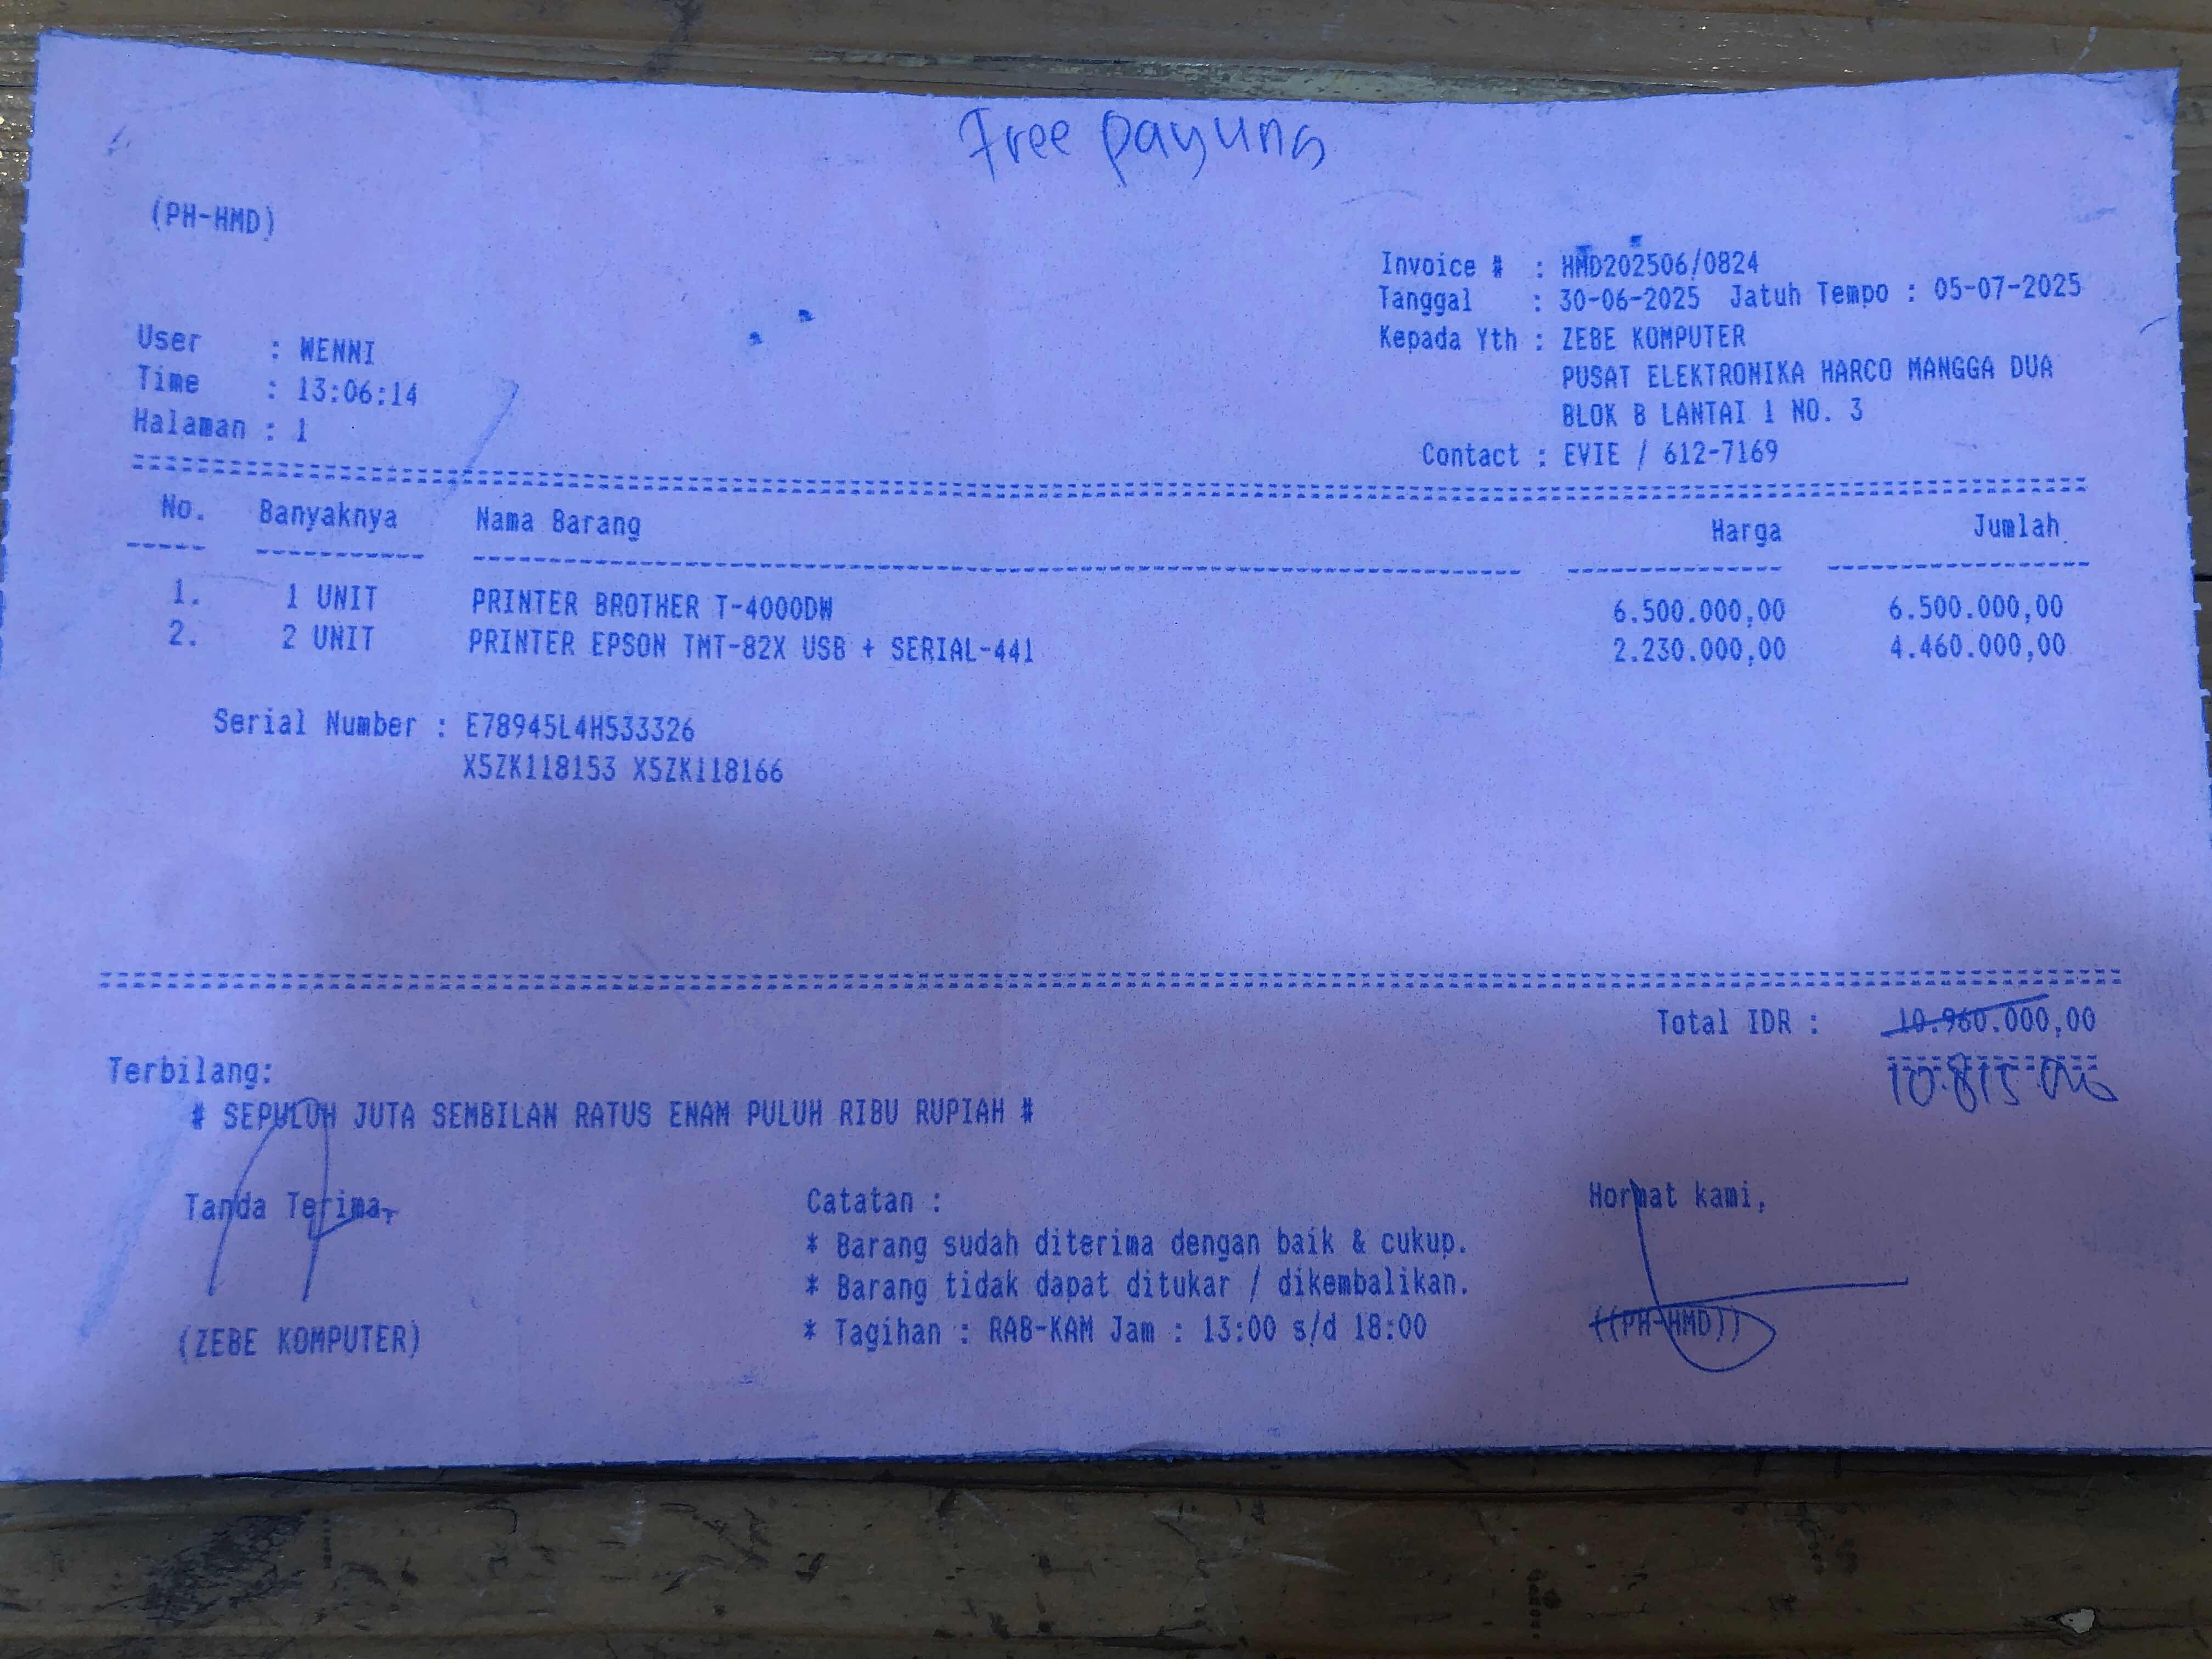 Free payung
(PH-HMD)
Invoice # : HMD202506/0824
Tanggal : 30-06-2025 Jatuh Tempo : 05-07-2025
User : WENNI
Kepada Yth : ZEBE KOMPUTER
Time : 13:06:14
PUSAT ELEKTRONIKA HARCO MANGGA DUA
Halaman : 1
BLOK B LANTAI 1 NO. 3
Contact : EVIE / 612-7169
No. Banyaknya Nama Barang Harga Jumlah
1. 1 UNIT PRINTER BROTHER T-4000DW 6.500.000,00 6.500.000,00
2. 2 UNIT PRINTER EPSON TMT-82X USB + SERIAL-441 2.230.000,00 4.460.000,00
Serial Number : E78945L4H533326
X5ZK118153 X5ZK118166
Total IDR : 10.960.000,00
10.815.000
Terbilang:
# SEPULUH JUTA SEMBILAN RATUS ENAM PULUH RIBU RUPIAH #
Tanda Terima, Catatan : Hormat kami,
* Barang sudah diterima dengan baik & cukup.
* Barang tidak dapat ditukar / dikembalikan.
* Tagihan : RAB-KAM Jam : 13:00 s/d 18:00
(ZEBE KOMPUTER) ((PH-HMD))